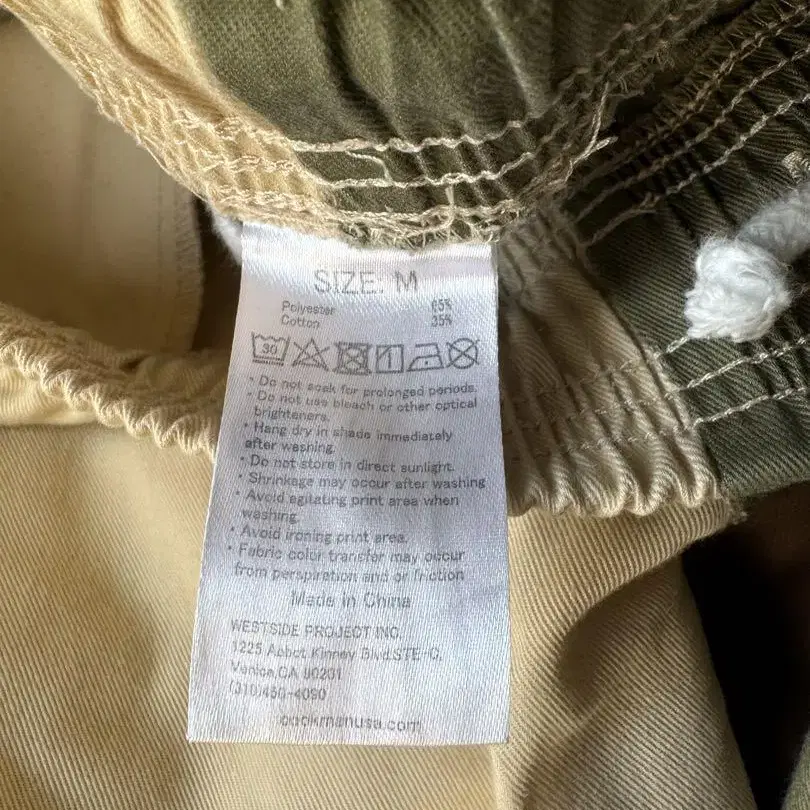 SIZE: M
Polyester 65%
Cotton 35%
30
• Do not soak for prolonged periods.
• Do not use bleach or other optical
brighteners.
• Hang dry in shade immediately
after washing.
• Do not store in direct sunlight.
• Shrinkage may occur after washing
• Avoid agitating print area when
washing.
• Avoid ironing print area.
• Fabric color transfer may occur
from perspiration and or friction
Made in China
WESTSIDE PROJECT INC.
1225 Abbot Kinney Blvd.STE-C,
Venice,CA 90291
(310)450-4090